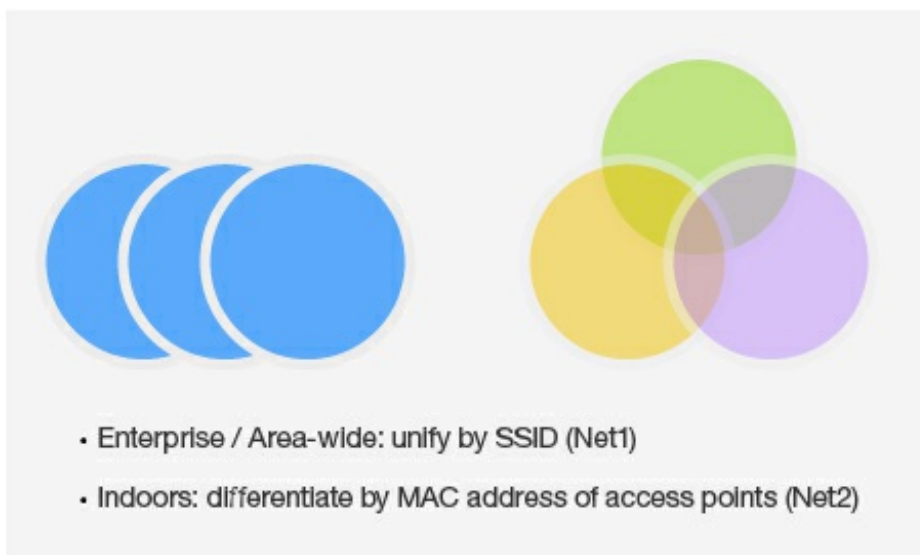 • Enterprise / Area-wide: unify by SSID (Net1)
• Indoors: differentiate by MAC address of access points (Net2)